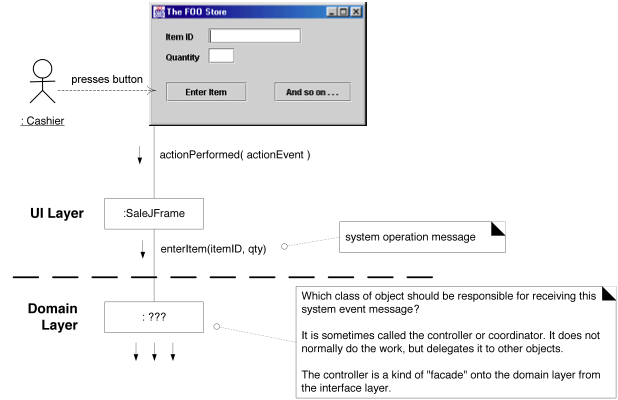 The FOO Store
Item ID
Quantity
presses button
Enter Item
And so on . . .
: Cashier
actionPerformed( actionEvent )
UI Layer
:SaleJFrame
system operation message
enterItem(itemID, qty)
Which class of object should be responsible for receiving this
system event message?
It is sometimes called the controller or coordinator. It does not
normally do the work, but delegates it to other objects.
The controller is a kind of "facade" onto the domain layer from
the interface layer.
Domain
Layer
: ???